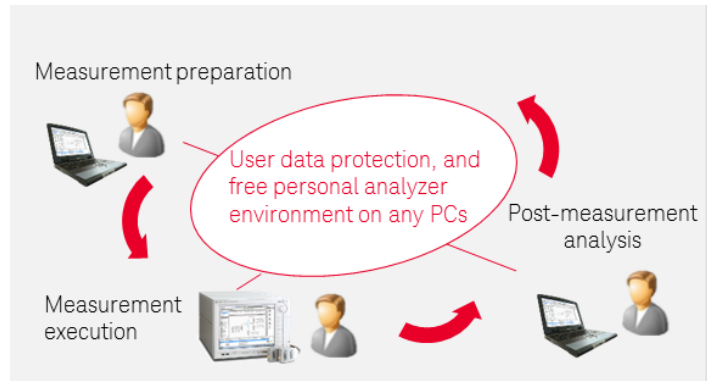 Measurement preparation
User data protection, and
free personal analyzer
environment on any PCs
Post-measurement
analysis
Measurement
execution